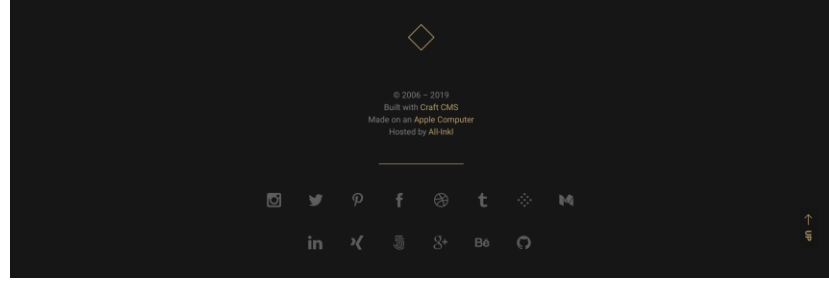 © 2006 – 2019
Built with Craft CMS
Made on an Apple Computer
Hosted by All-Inkl